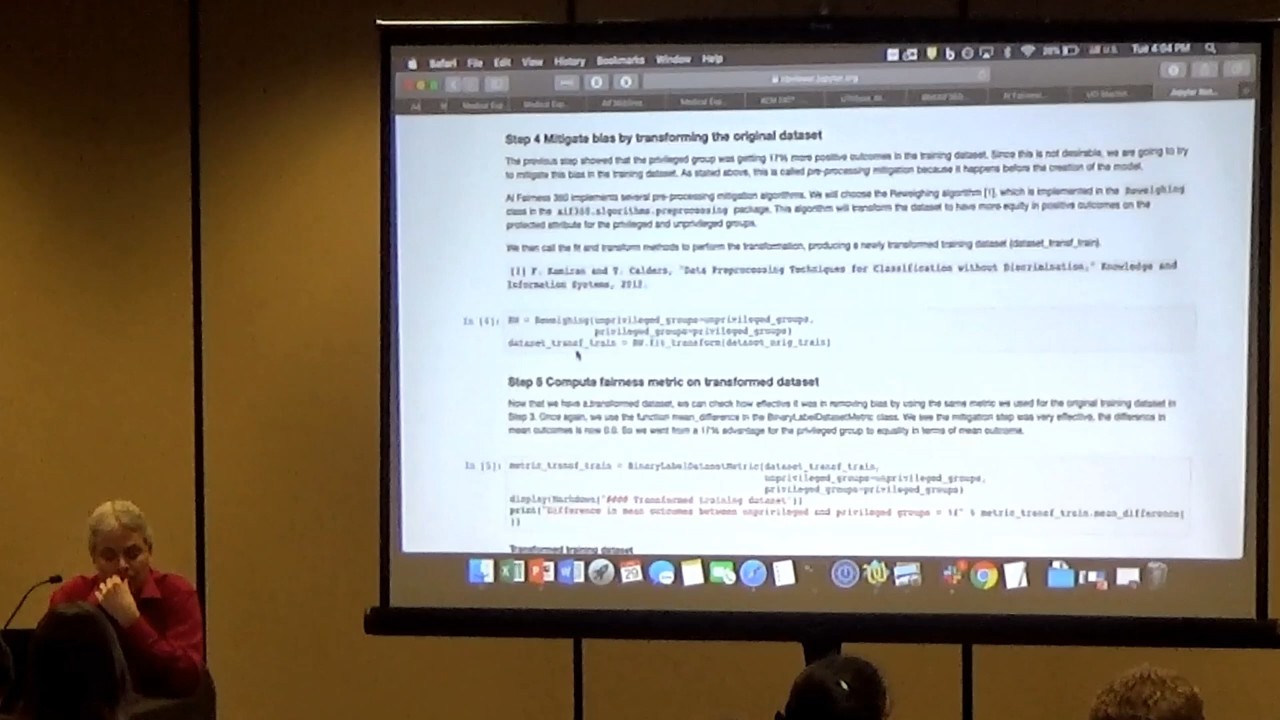 Safari File Edit View History Bookmarks Window Help
Tue 4:04 PM
Medical Exp...
Medical Exp...
Medical Exp...
Step 4 Mitigate bias by transforming the original dataset
The previous step showed that the privileged group was getting 17% more positive outcomes in the training dataset. Since this is not desirable, we are going to try
to mitigate this bias in the training dataset. As stated above, this is called pre-processing mitigation because it happens before the creation of the model.
AI Fairness 360 implements several pre-processing mitigation algorithms. We will choose the Reweighing algorithm [1], which is implemented in the Reweighing
class in the aif360.algorithms.preprocessing package. This algorithm will transform the dataset to have more equity in positive outcomes on the
protected attribute for the privileged and unprivileged groups.
We then call the fit and transform methods to perform the transformation, producing a newly transformed training dataset (dataset_transf_train).
[1] F. Kamiran and T. Calders, "Data Preprocessing Techniques for Classification without Discrimination," Knowledge and
Information Systems, 2012.
In [4]: RW = Reweighing(unprivileged_groups=unprivileged_groups,
privileged_groups=privileged_groups)
dataset_transf_train = RW.fit_transform(dataset_orig_train)
Step 5 Compute fairness metric on transformed dataset
Now that we have a transformed dataset, we can check how effective it was in removing bias by using the same metric we used for the original training dataset in
Step 3. Once again, we use the function mean_difference in the BinaryLabelDatasetMetric class. We see the mitigation step was very effective, the difference in
mean outcomes is now 0.0. So we went from a 17% advantage for the privileged group to equality in terms of mean outcome.
In [5]: metric_transf_train = BinaryLabelDatasetMetric(dataset_transf_train,
unprivileged_groups=unprivileged_groups,
privileged_groups=privileged_groups)
display(Markdown("#### Transformed training dataset"))
print("Difference in mean outcomes between unprivileged and privileged groups = %f" % metric_transf_train.mean_difference(
))
Transformed training dataset
29